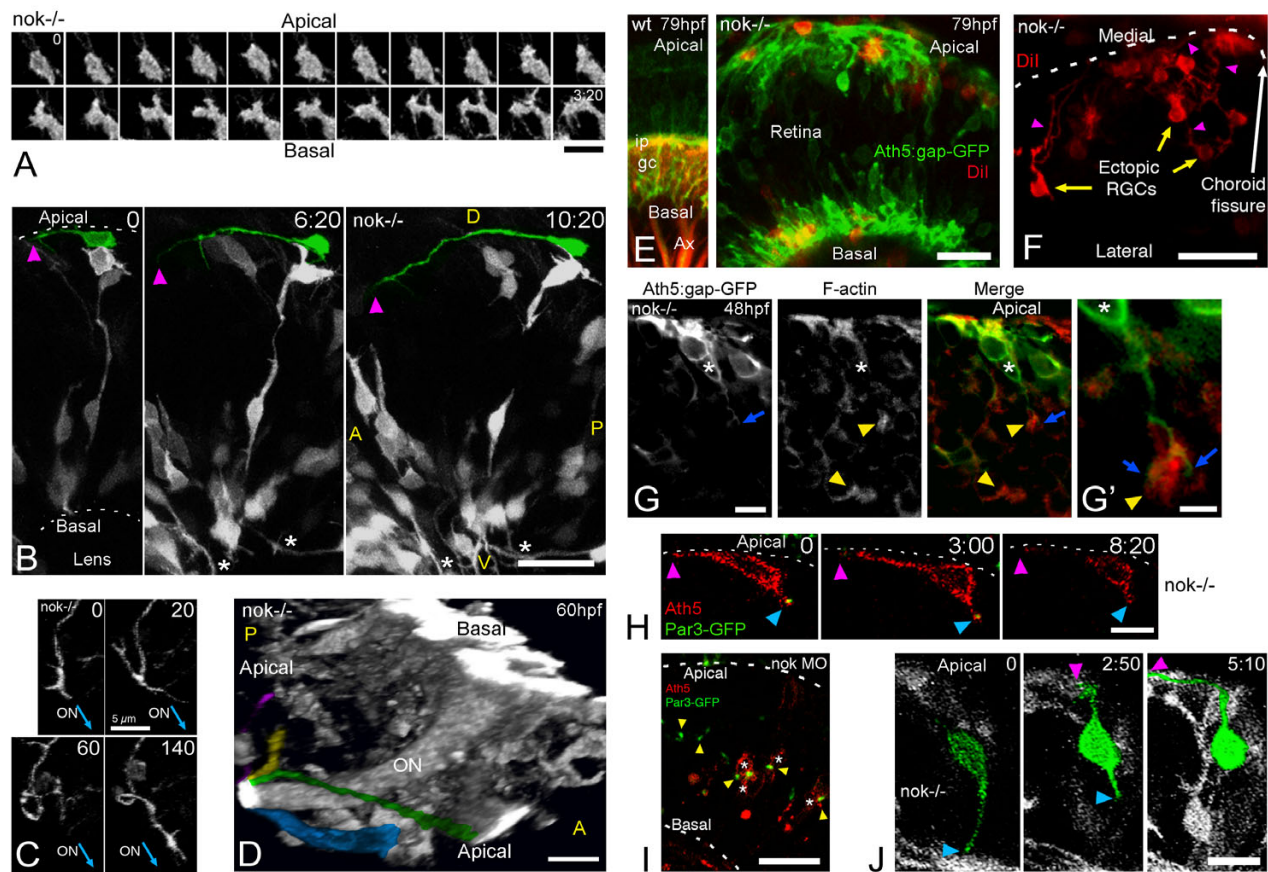 nok-/-
Apical
0
3:20
Basal
A
Apical
0
6:20
nok-/-
10:20
D
A
P
Basal
Lens
*
*
*
V
*
B
nok-/-
0
20
ON
5 µm
ON
60
140
ON
ON
C
nok-/-
60hpf
P
Basal
Apical
ON
A
Apical
D
wt 79hpf
Apical
ip
gc
Basal
Ax
E
nok-/-
79hpf
Apical
Retina
Ath5:gap-GFP
DiI
Basal
nok-/-
Medial
DiI
Ectopic
RGCs
Choroid
fissure
Lateral
F
Ath5:gap-GFP
F-actin
Merge
nok-/-
48hpf
Apical
*
*
*
*
G
G'
Apical
0
3:00
8:20
nok-/-
Ath5
Par3-GFP
H
nok MO
Apical
Ath5
Par3-GFP
*
*
*
*
Basal
I
Apical
0
2:50
5:10
nok-/-
J